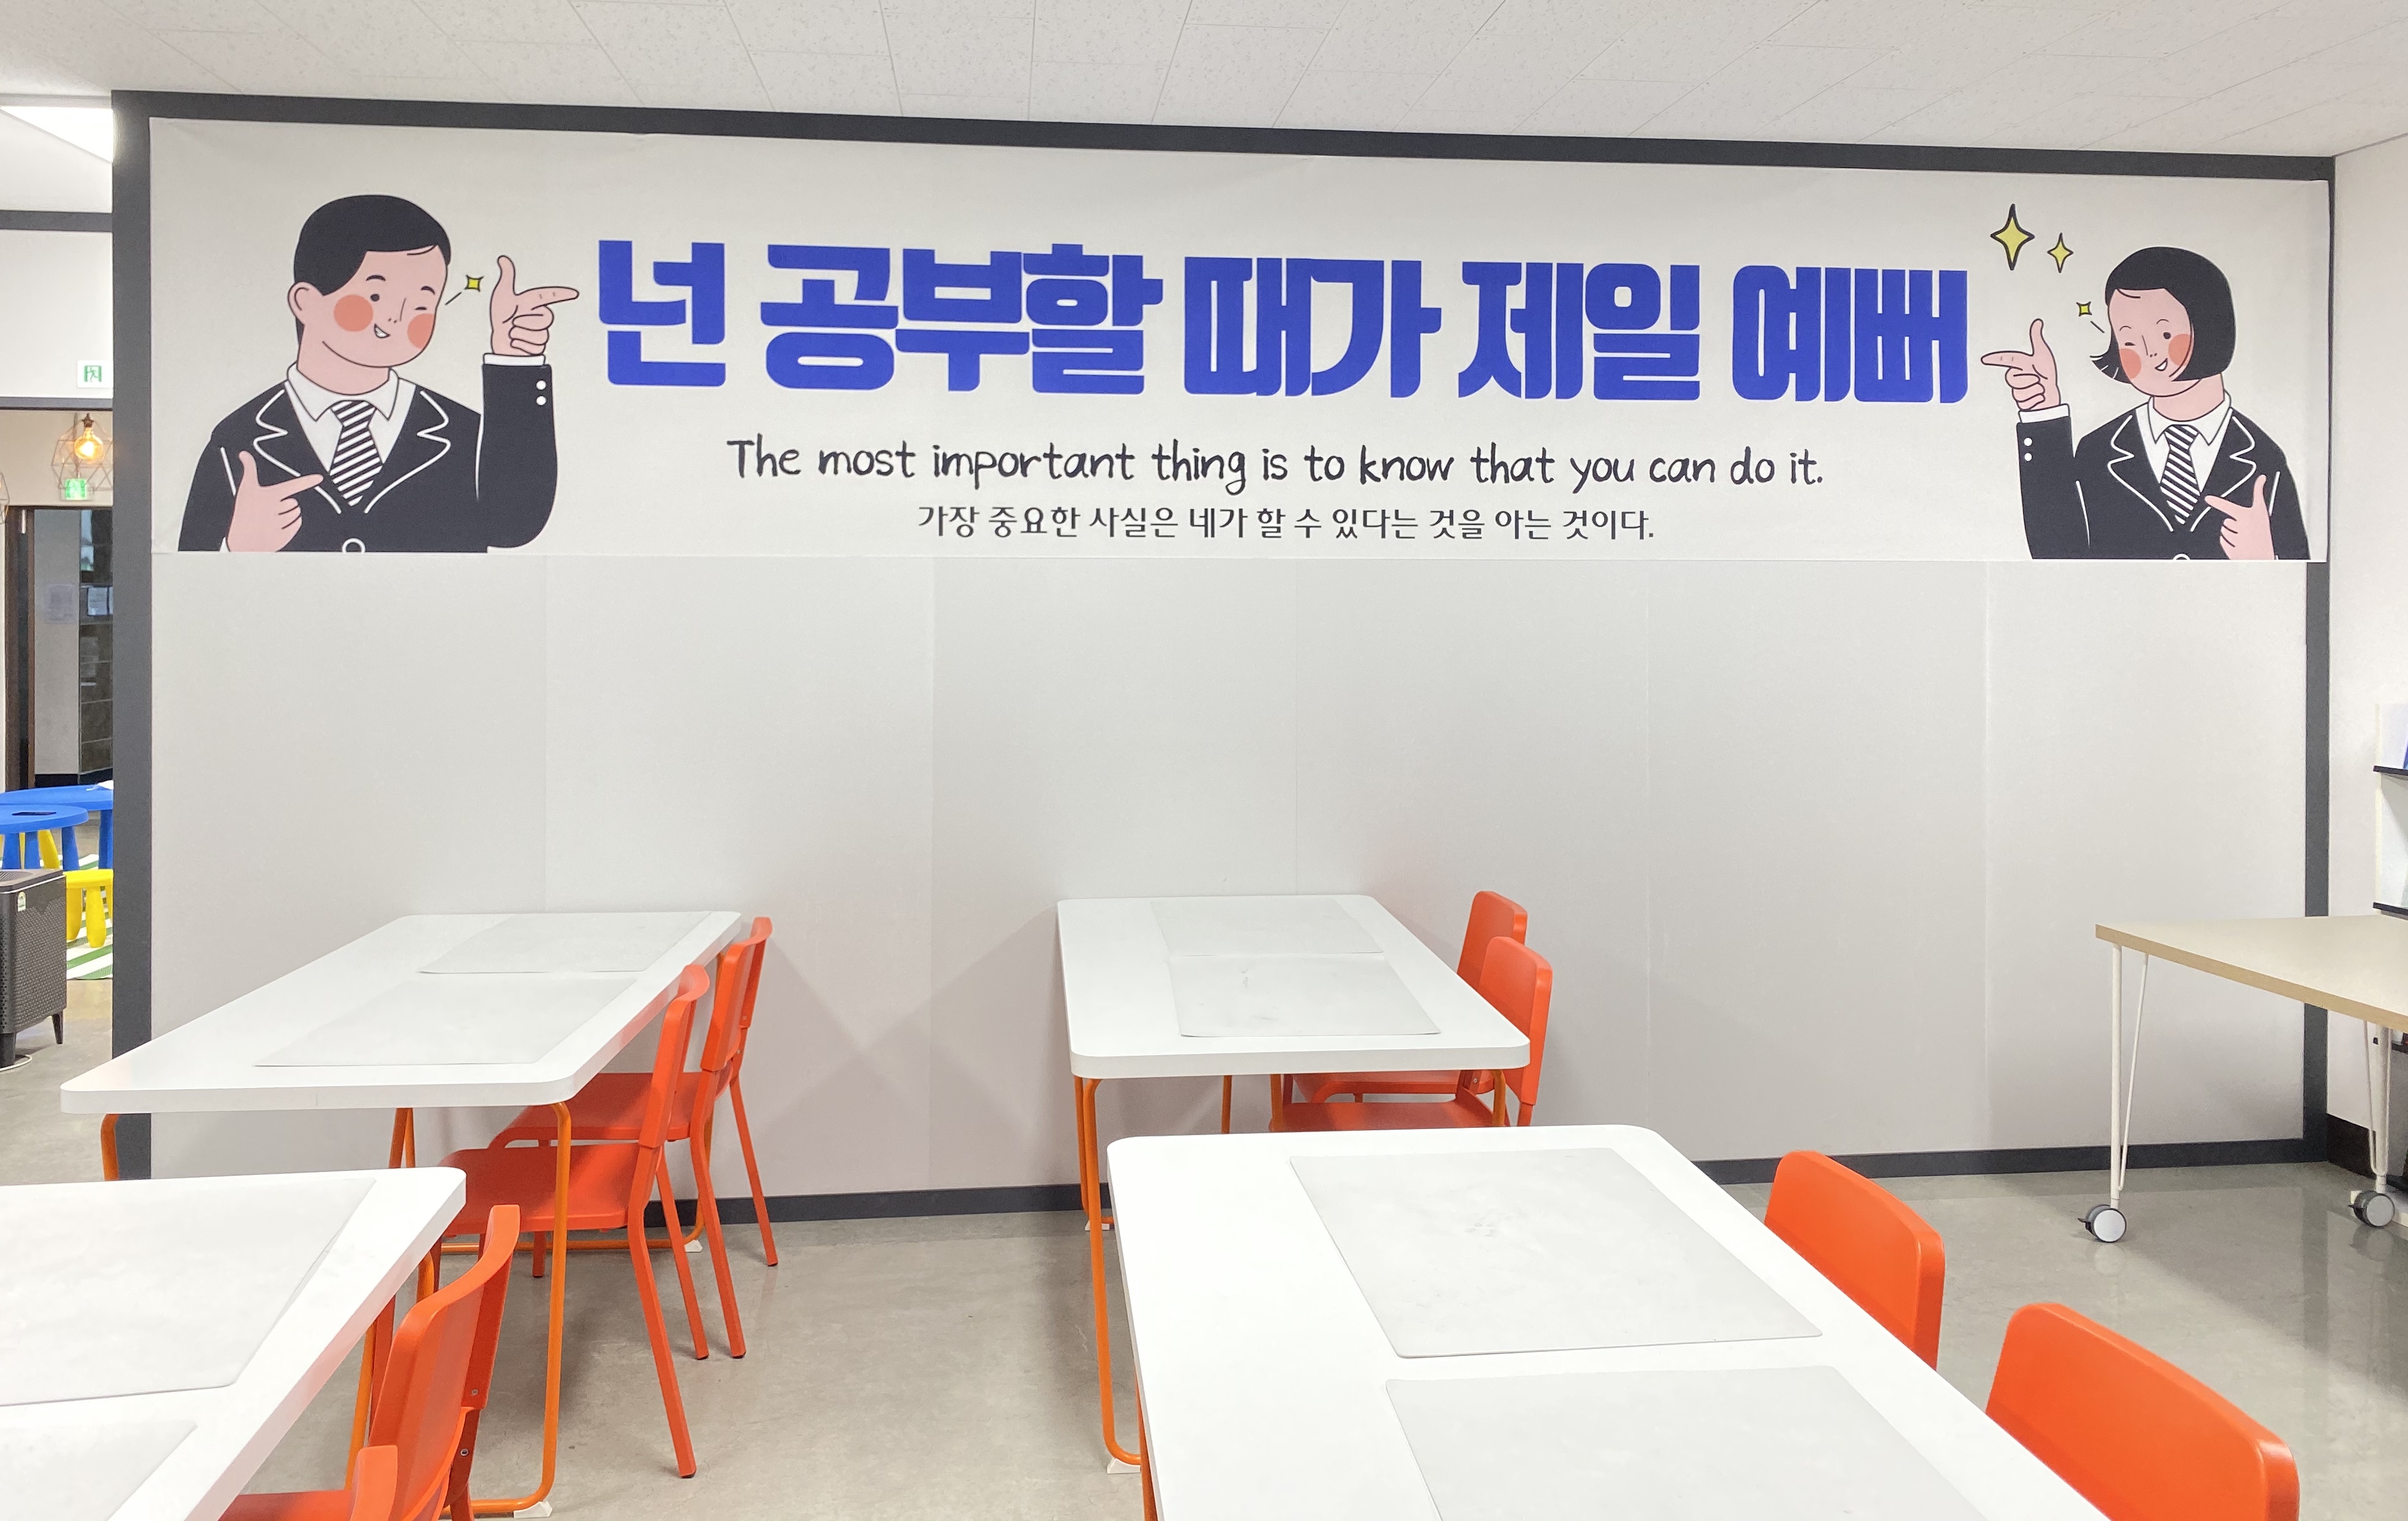 넌 공부할 때가 제일 예뻐
The most important thing is to know that you can do it.
가장 중요한 사실은 네가 할 수 있다는 것을 아는 것이다.